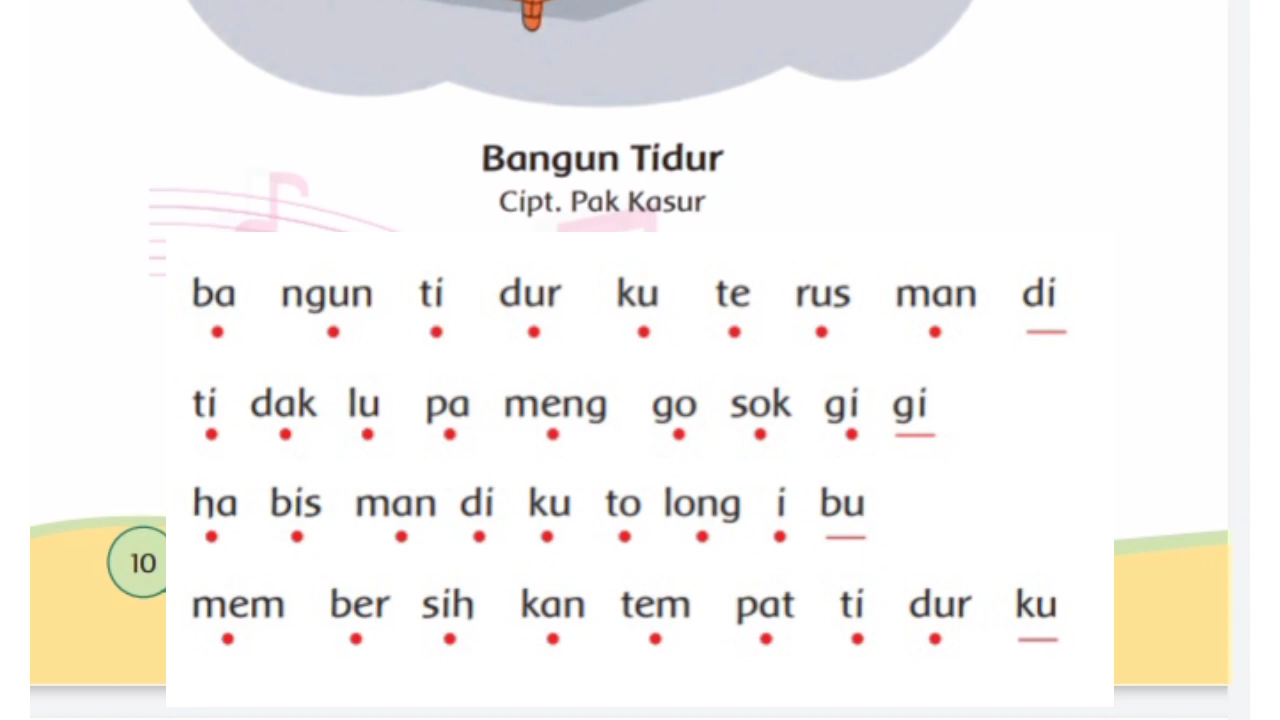 Bangun Tidur
Cipt. Pak Kasur
ba ngun ti dur ku te rus man di
ti dak lu pa meng go sok gi gi
ha bis man di ku to long i bu
10
mem ber sih kan tem pat ti dur ku